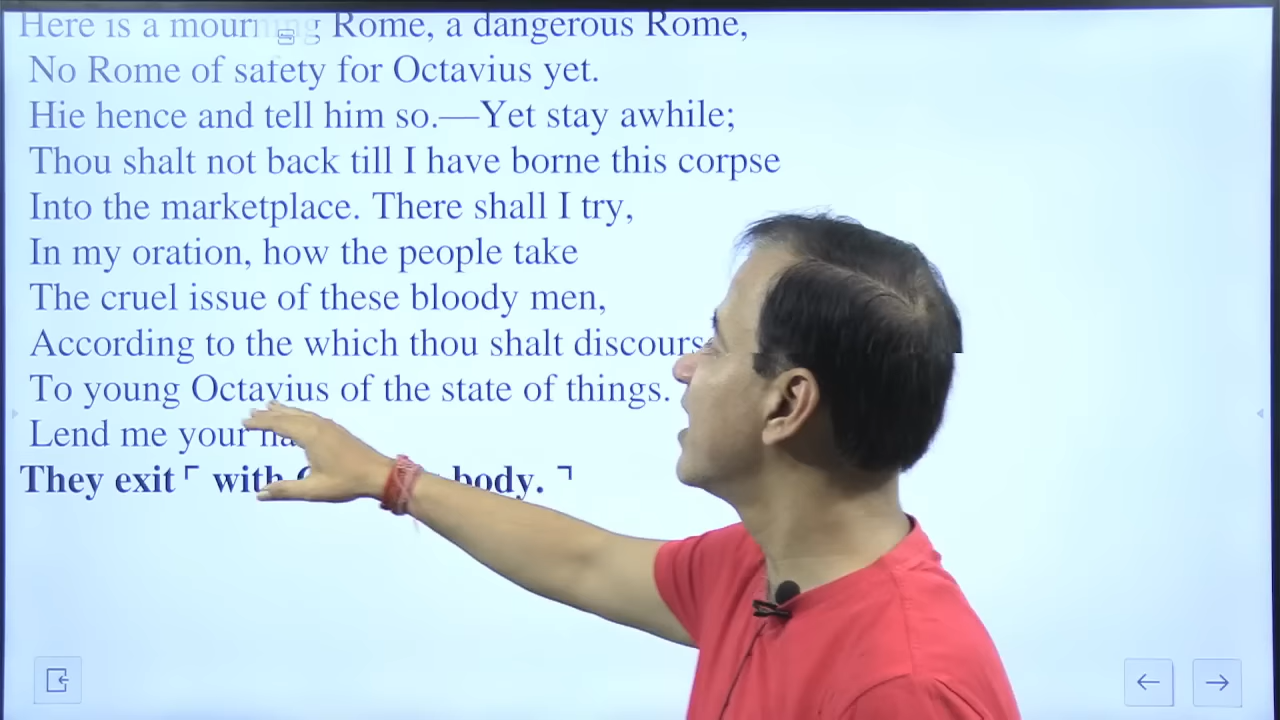 Here is a mourning Rome, a dangerous Rome,
No Rome of safety for Octavius yet.
Hie hence and tell him so.—Yet stay awhile;
Thou shalt not back till I have borne this corpse
Into the marketplace. There shall I try,
In my oration, how the people take
The cruel issue of these bloody men,
According to the which thou shalt discourse
To young Octavius of the state of things.
Lend me your
They exit ⌜ with body. ⌝